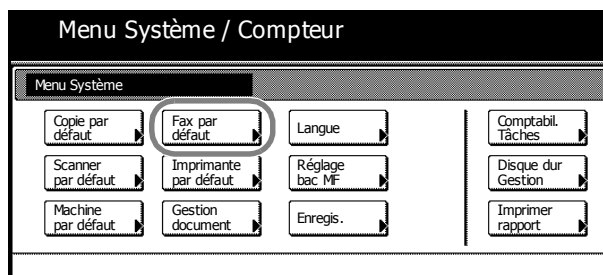 Menu Système / Compteur
Menu Système
Copie par
défaut
Fax par
défaut
Langue
Comptabil.
Tâches
Scanner
par défaut
Imprimante
par défaut
Réglage
bac MF
Disque dur
Gestion
Machine
par défaut
Gestion
document
Enregis.
Imprimer
rapport